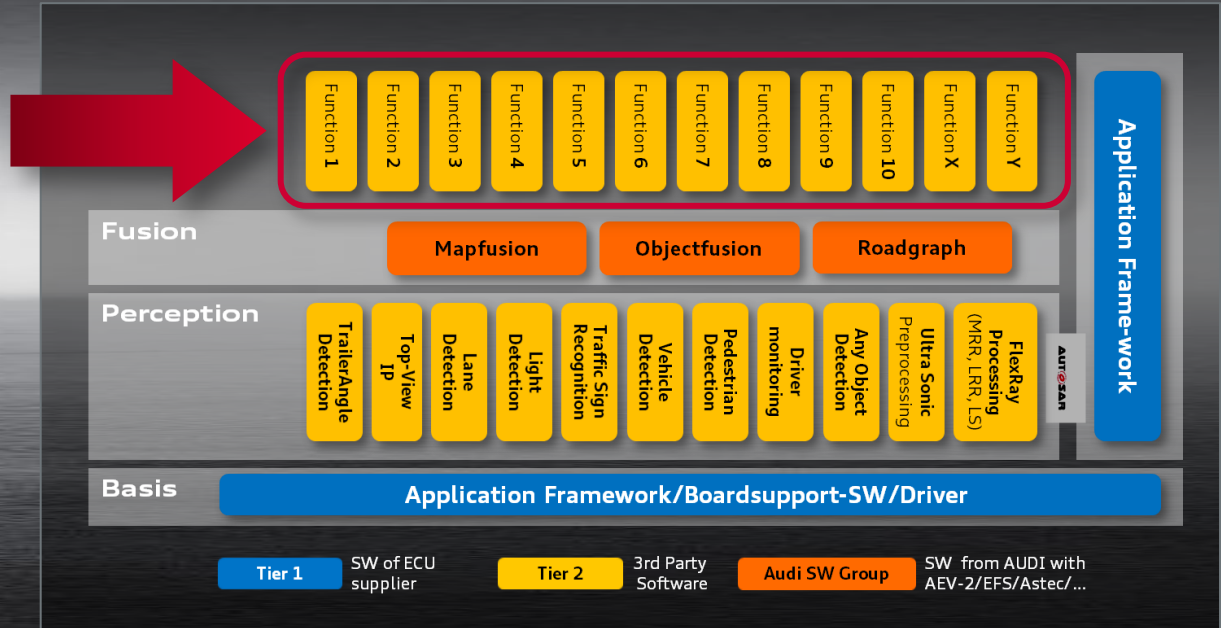 Function 1
Function 2
Function 3
Function 4
Function 5
Function 6
Function 7
Function 8
Function 9
Function 10
Function X
Function Y
Application Frame-work
Fusion
Mapfusion
Objectfusion
Roadgraph
Perception
TrailerAngle
Detection
Top-View
IP
Lane
Detection
Light
Detection
Traffic Sign
Recognition
Vehicle
Detection
Pedestrian
Detection
Driver
monitoring
Any Object
Detection
Ultra Sonic
Preprocessing
FlexRay
Processing
(MRR, LRR, LS)
AUTOSAR
Basis
Application Framework/Boardsupport-SW/Driver
Tier 1
SW of ECU
supplier
Tier 2
3rd Party
Software
Audi SW Group
SW from AUDI with
AEV-2/EFS/Astec/...